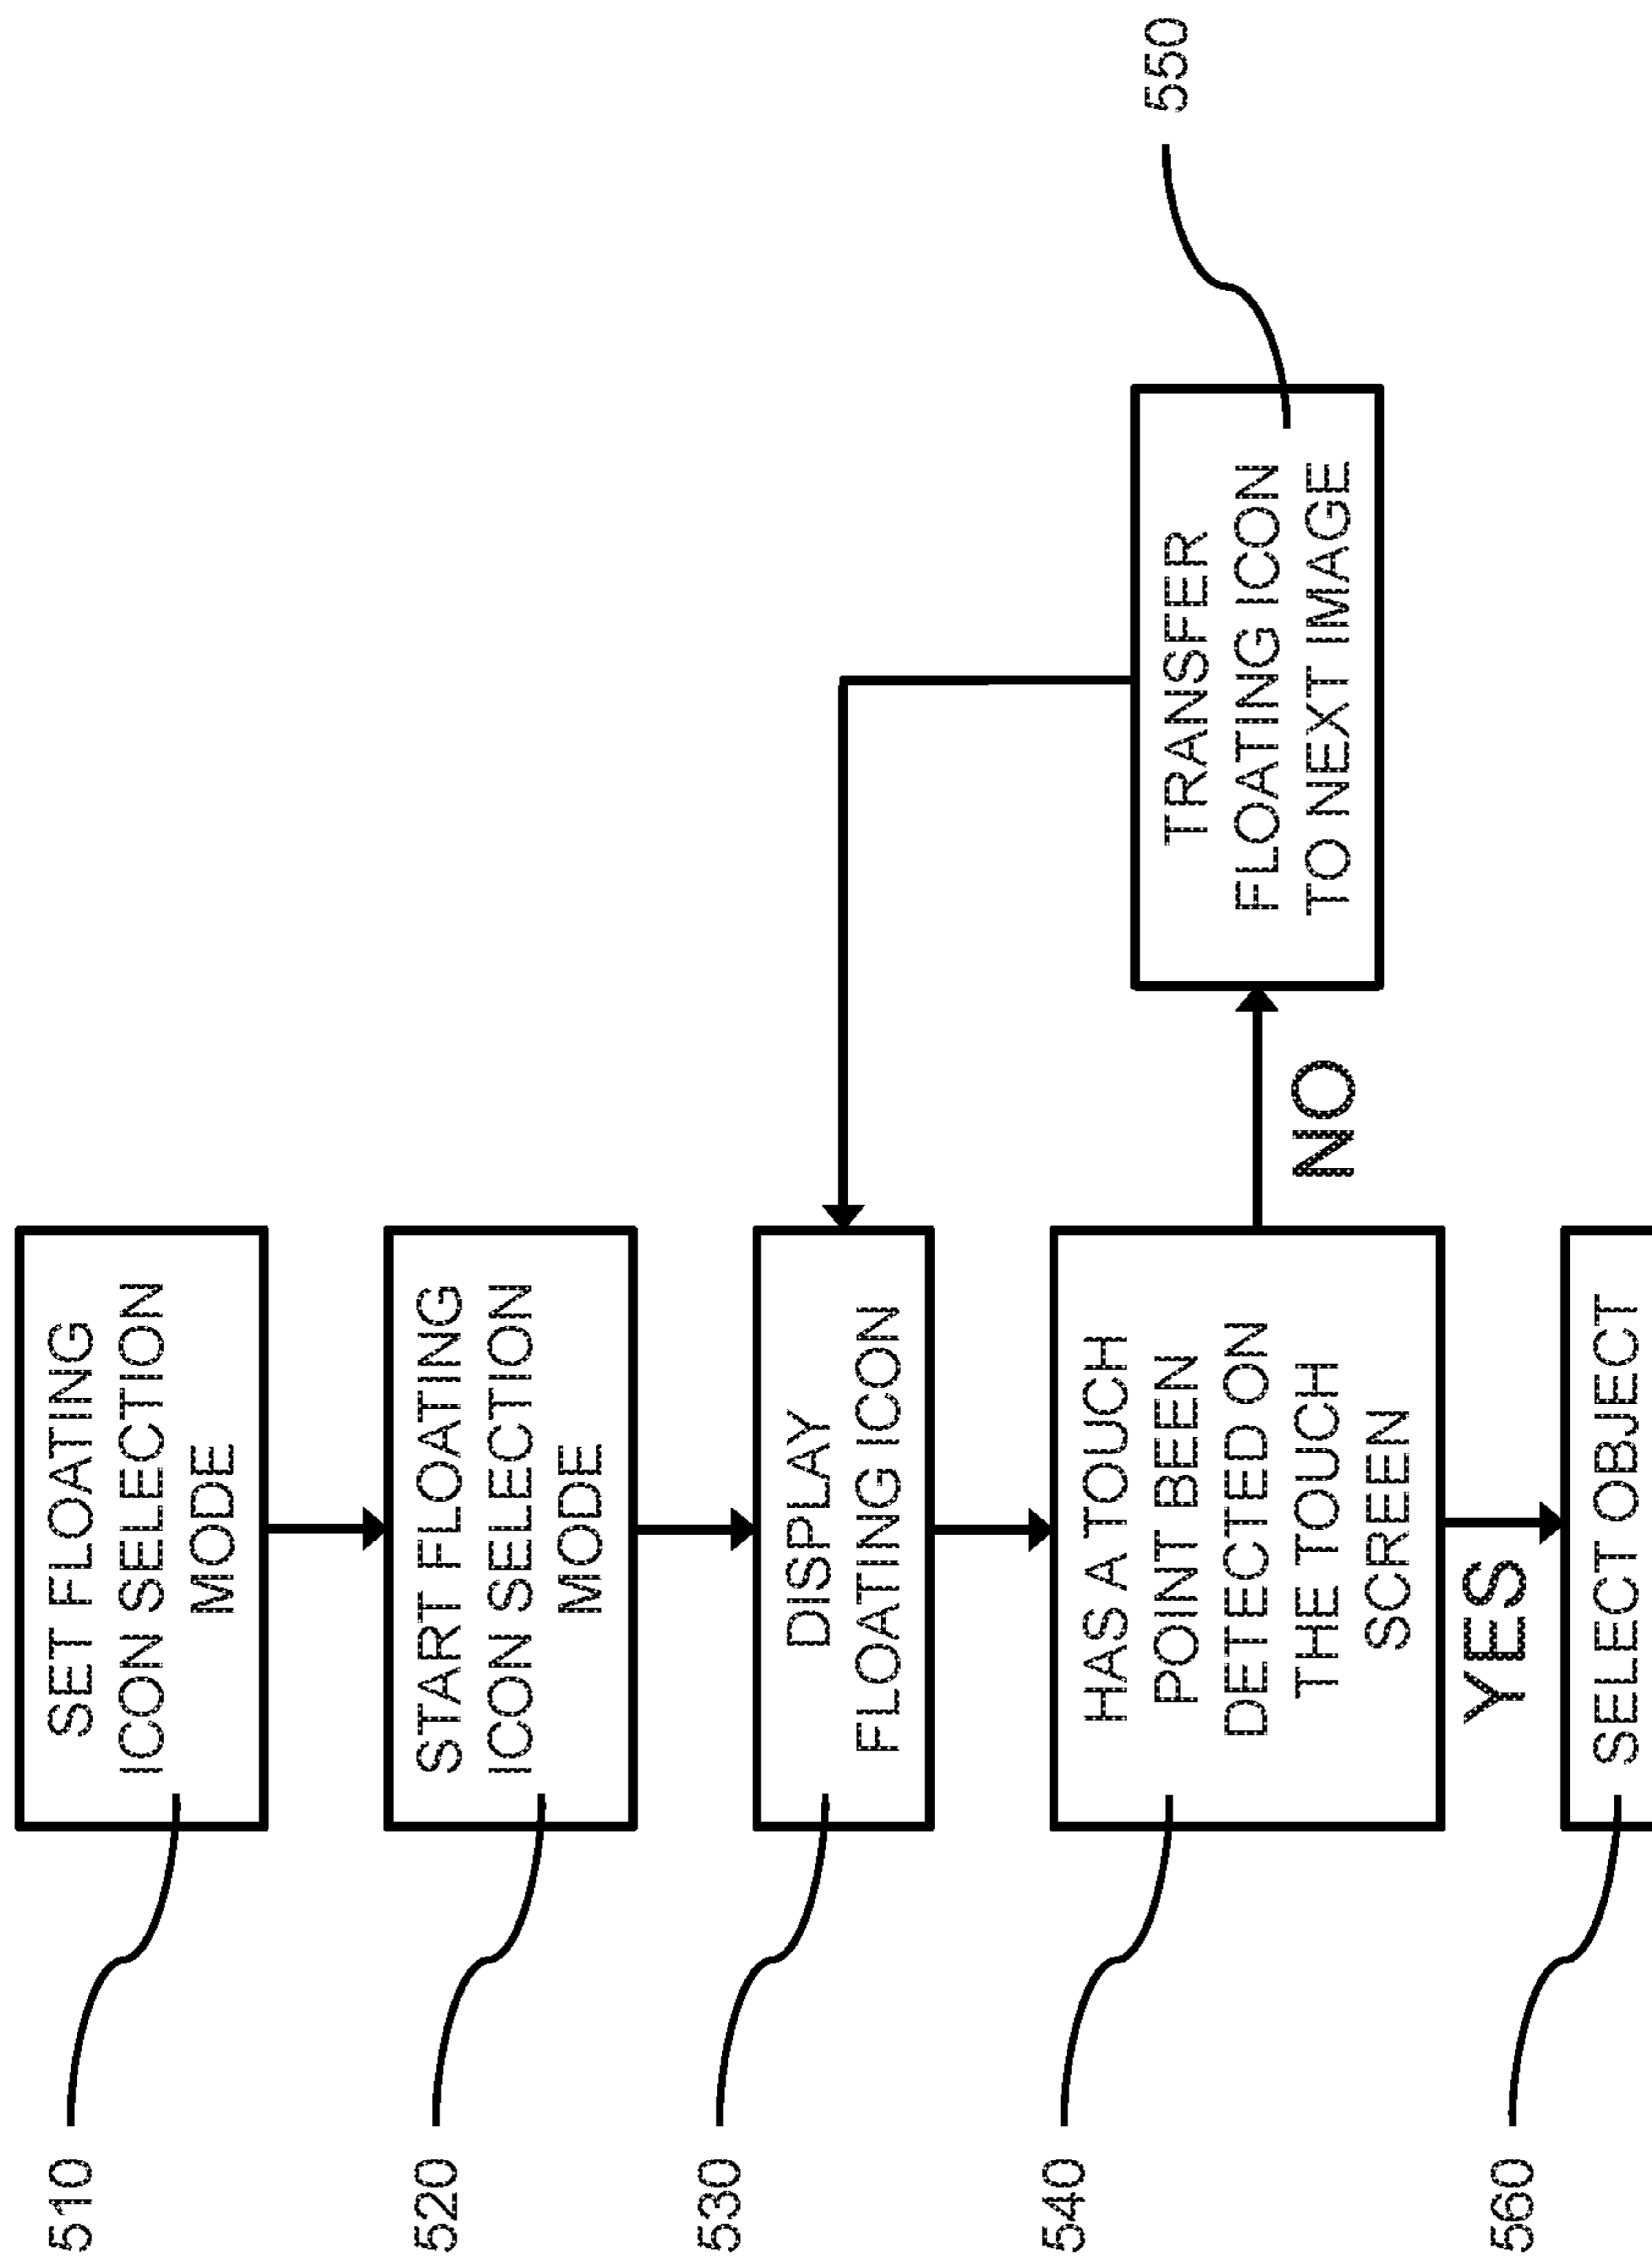 510
SET FLOATING
ICON SELECTION
MODE
520
START FLOATING
ICON SELECTION
MODE
530
DISPLAY
FLOATING ICON
540
HAS A TOUCH
POINT BEEN
DETECTED ON
THE TOUCH
SCREEN
NO
TRANSFER
FLOATING ICON
TO NEXT IMAGE
550
YES
560
SELECT OBJECT